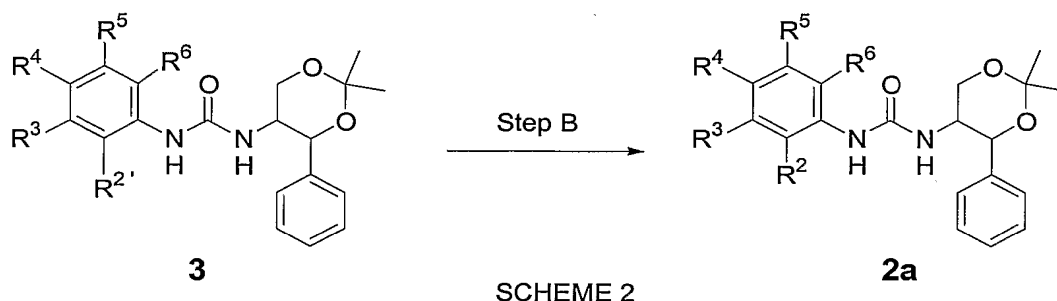 R⁵ R⁵
R⁴ R⁶ R⁴ R⁶
O O O O
R³ N N O Step B R³ N N O
H H H H
R²' R²
3 2a
SCHEME 2